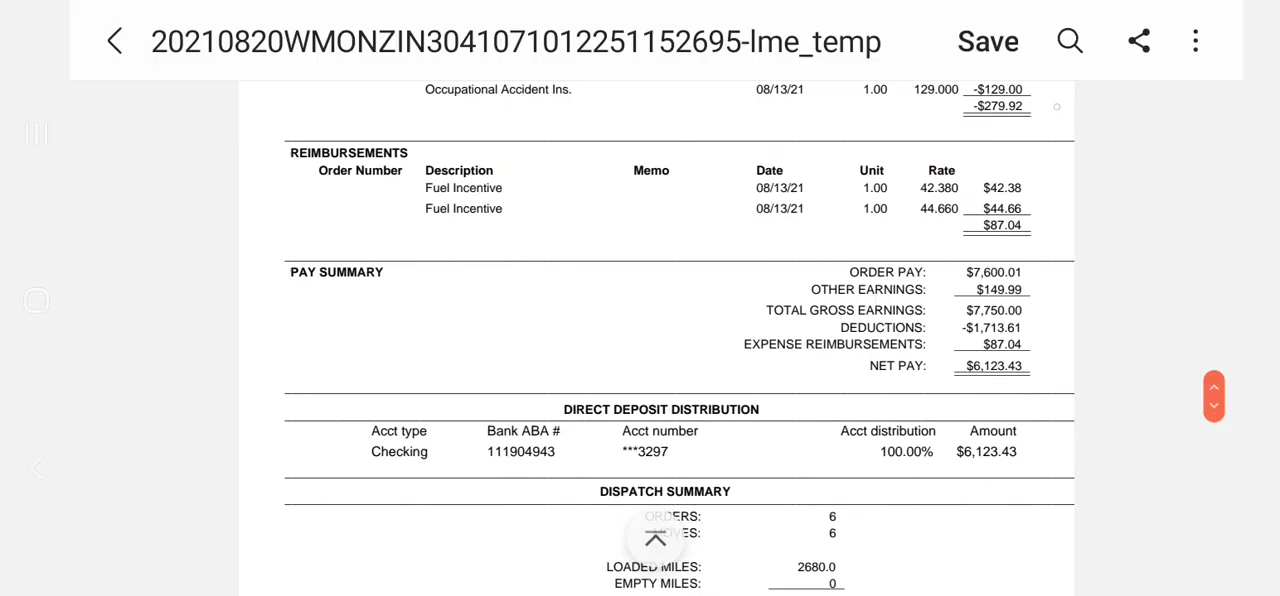 20210820WMONZIN3041071012251152695-lme_temp Save
Occupational Accident Ins. 08/13/21 1.00 129.000 -$129.00
-$279.92
REIMBURSEMENTS
Order Number Description Memo Date Unit Rate
Fuel Incentive 08/13/21 1.00 42.380 $42.38
Fuel Incentive 08/13/21 1.00 44.660 $44.66
$87.04
PAY SUMMARY ORDER PAY: $7,600.01
OTHER EARNINGS: $149.99
TOTAL GROSS EARNINGS: $7,750.00
DEDUCTIONS: -$1,713.61
EXPENSE REIMBURSEMENTS: $87.04
NET PAY: $6,123.43
DIRECT DEPOSIT DISTRIBUTION
Acct type Bank ABA # Acct number Acct distribution Amount
Checking 111904943 ***3297 100.00% $6,123.43
DISPATCH SUMMARY
ORDERS: 6
MOVES: 6
LOADED MILES: 2680.0
EMPTY MILES: 0